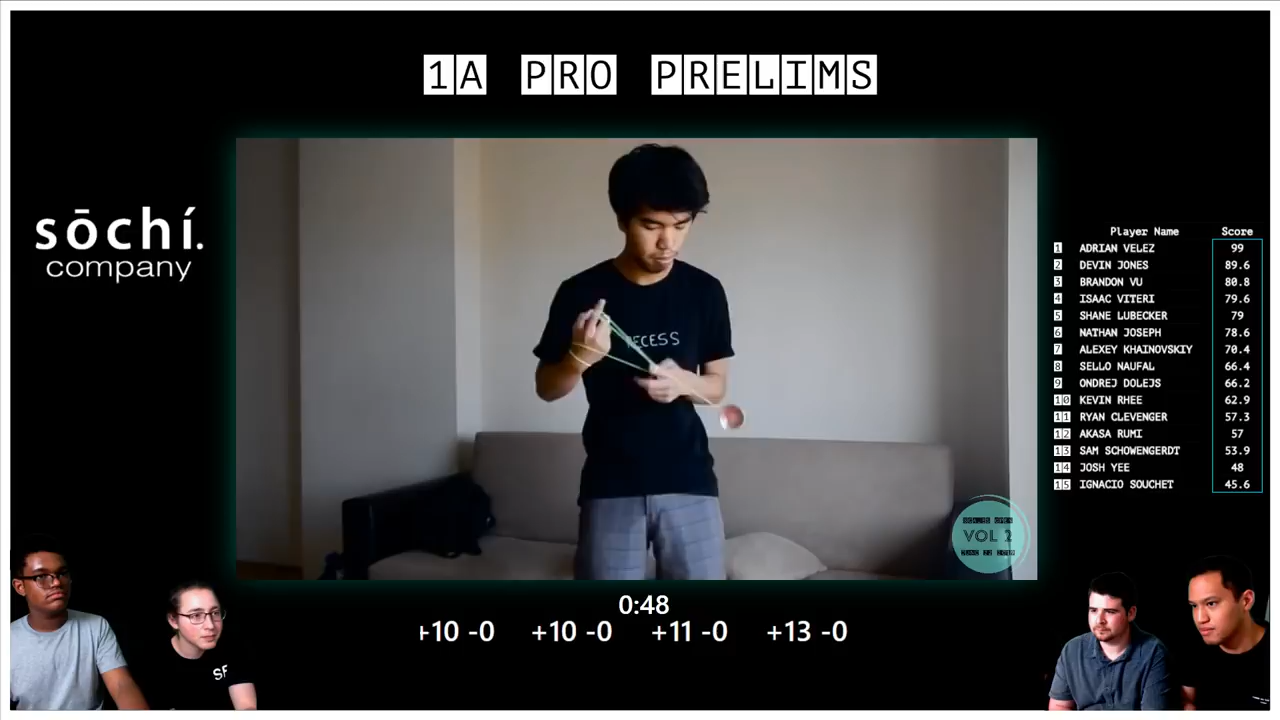 1A PRO PRELIMS
sōchí.
company
RECESS
VOL 2
Player Name Score
1 ADRIAN VELEZ 99
2 DEVIN JONES 89.6
3 BRANDON VU 80.8
4 ISAAC VITERI 79.6
5 SHANE LUBECKER 79
6 NATHAN JOSEPH 78.6
7 ALEXEY KHAINOVSKIY 70.4
8 SELLO NAUFAL 66.4
9 ONDREJ DOLEJS 66.2
10 KEVIN RHEE 62.9
11 RYAN CLEVENGER 57.3
12 AKASA RUMI 57
13 SAM SCHOWENGERDT 53.9
14 JOSH YEE 48
15 IGNACIO SOUCHET 45.6
0:48
+10 -0 +10 -0 +11 -0 +13 -0
SF